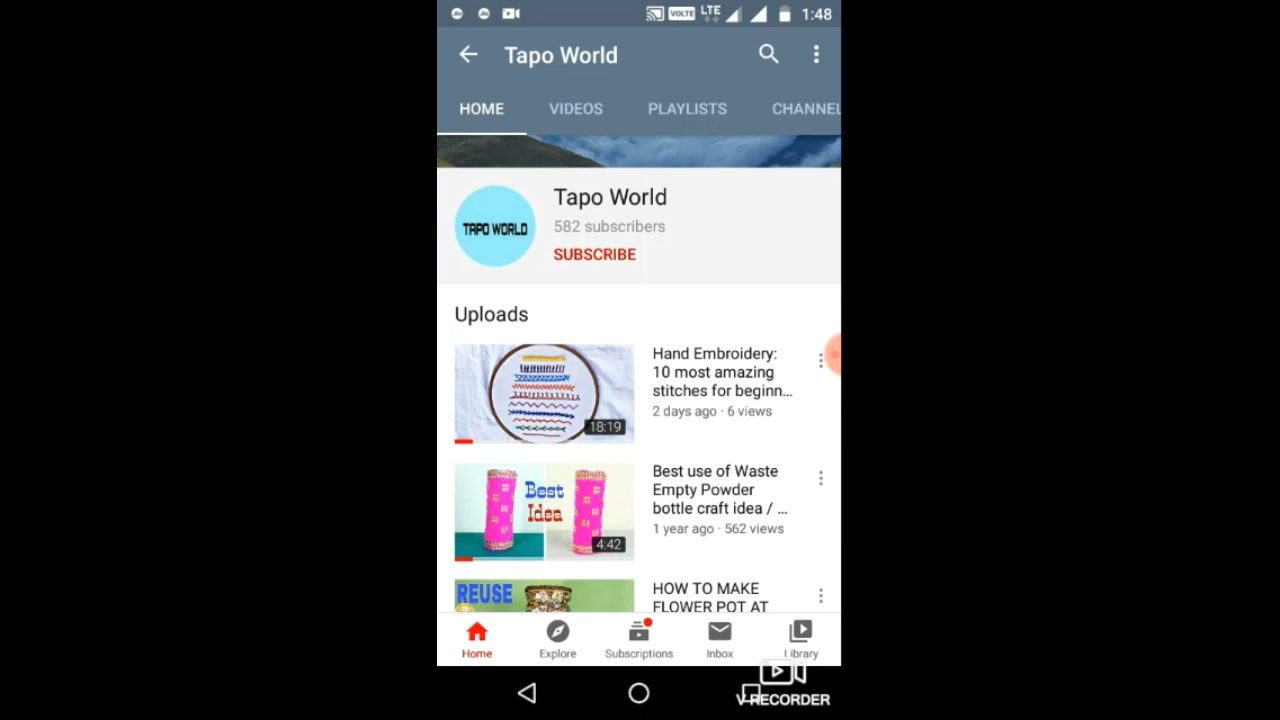 VOLTE LTE 1:48
Tapo World
HOME VIDEOS PLAYLISTS CHANNEL
TAPO WORLD
Tapo World
582 subscribers
SUBSCRIBE
Uploads
Hand Embroidery:
10 most amazing
stitches for beginn...
2 days ago · 6 views
18:19
Best use of Waste
Empty Powder
bottle craft idea / ...
1 year ago · 562 views
Best
Idea
4:42
REUSE
HOW TO MAKE
FLOWER POT AT
Home Explore Subscriptions Inbox Library
V RECORDER